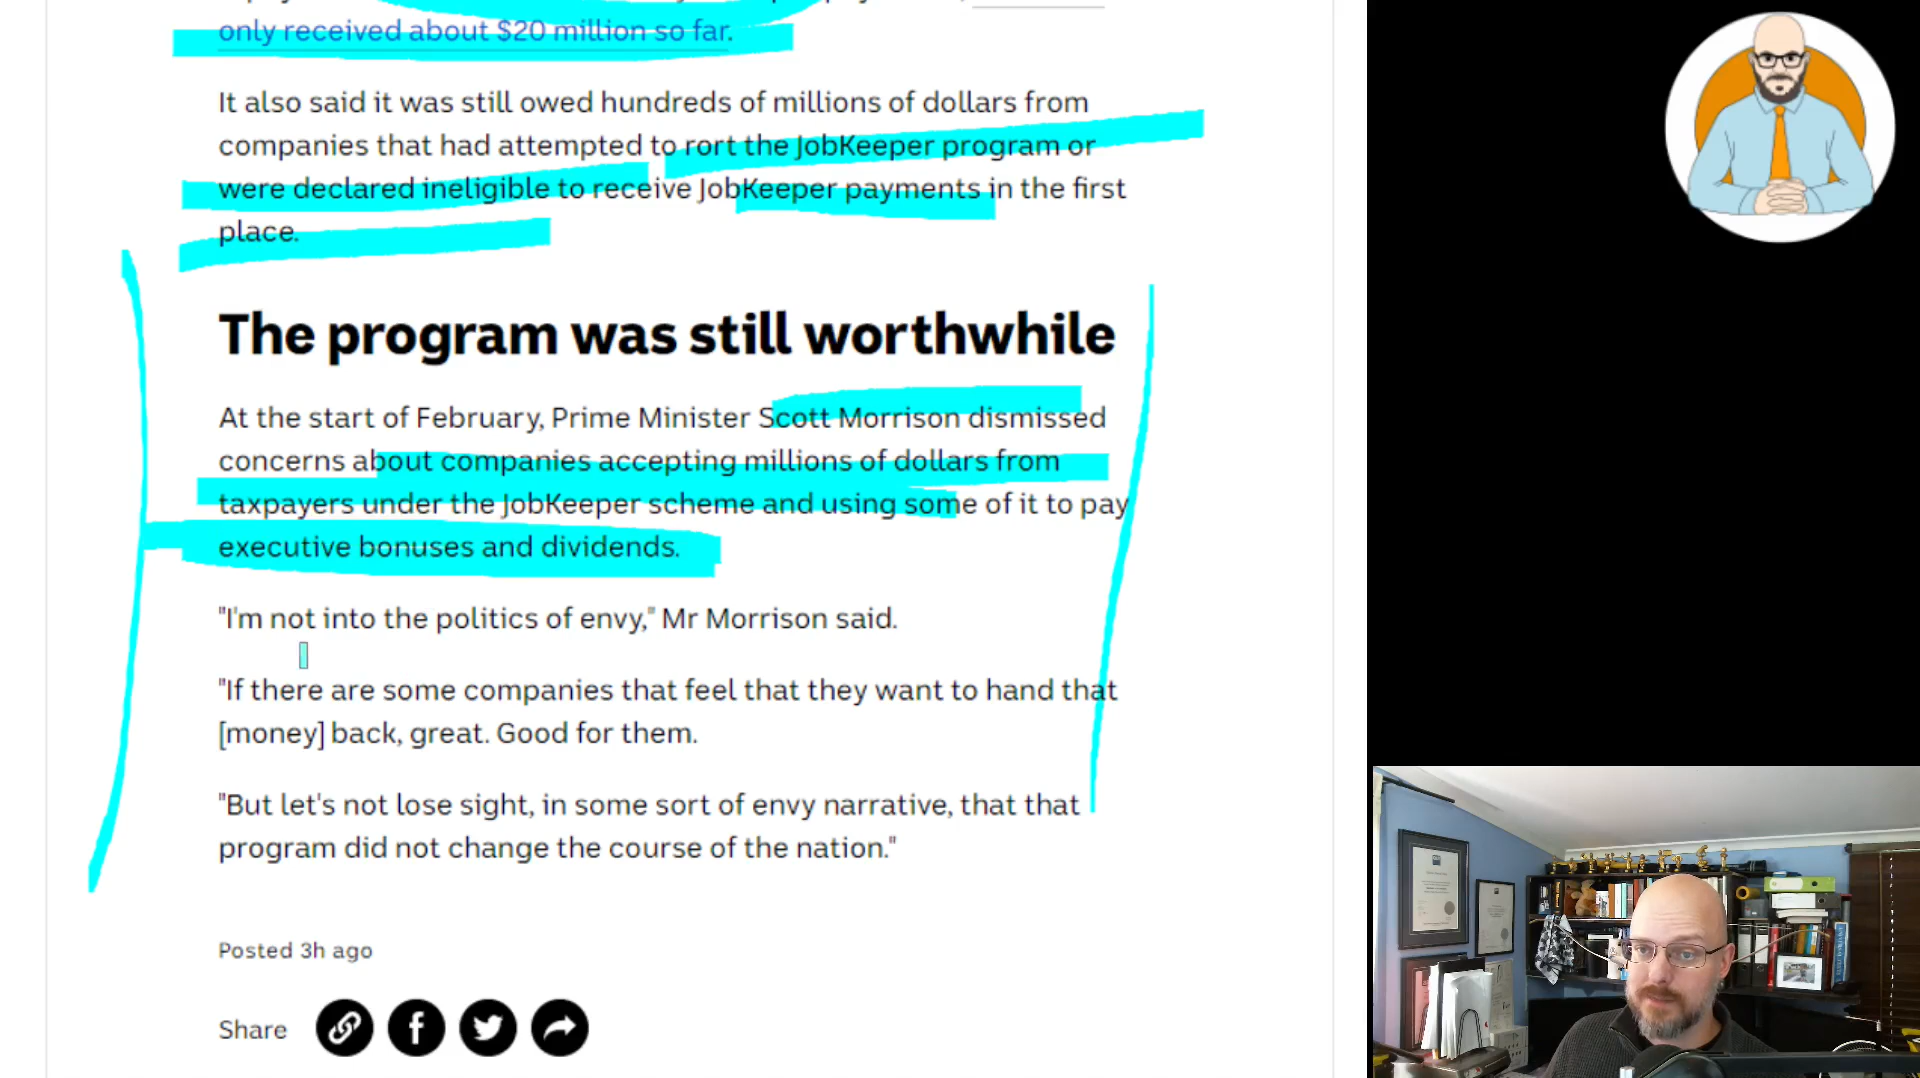 only received about $20 million so far.
It also said it was still owed hundreds of millions of dollars from
companies that had attempted to rort the JobKeeper program or
were declared ineligible to receive JobKeeper payments in the first
place.
The program was still worthwhile
At the start of February, Prime Minister Scott Morrison dismissed
concerns about companies accepting millions of dollars from
taxpayers under the JobKeeper scheme and using some of it to pay
executive bonuses and dividends.
"I'm not into the politics of envy," Mr Morrison said.
"If there are some companies that feel that they want to hand that
[money] back, great. Good for them.
"But let's not lose sight, in some sort of envy narrative, that that
program did not change the course of the nation."
Posted 3h ago
Share